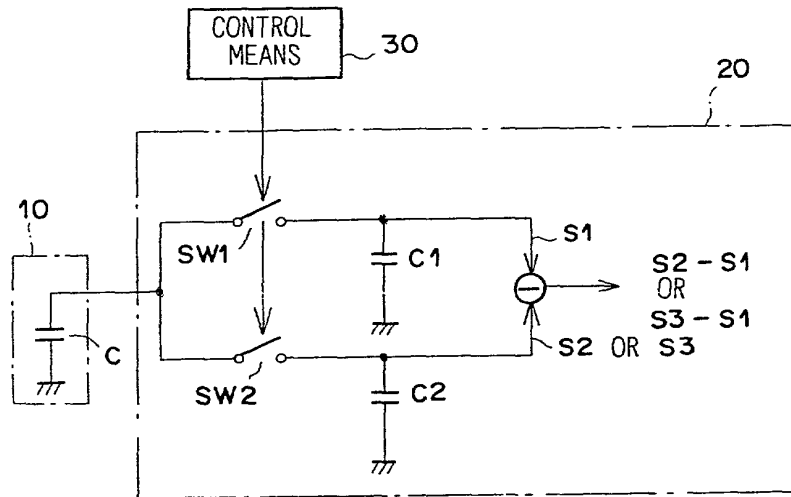 CONTROL
MEANS
30
20
10
SW1
C1
S1
S2-S1
OR
S3-S1
S2 OR S3
C
SW2
C2